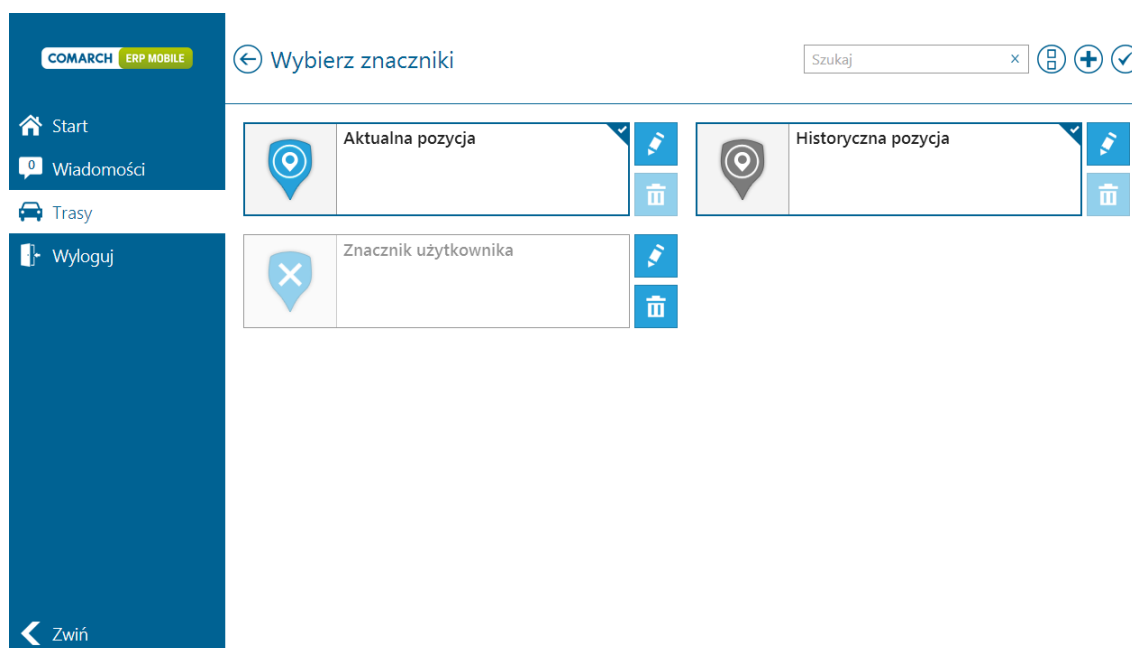 COMARCH ERP MOBILE
Wybierz znaczniki
Szukaj x
Start
0 Wiadomości
Trasy
Wyloguj
Aktualna pozycja
Historyczna pozycja
Znacznik użytkownika
Zwiń